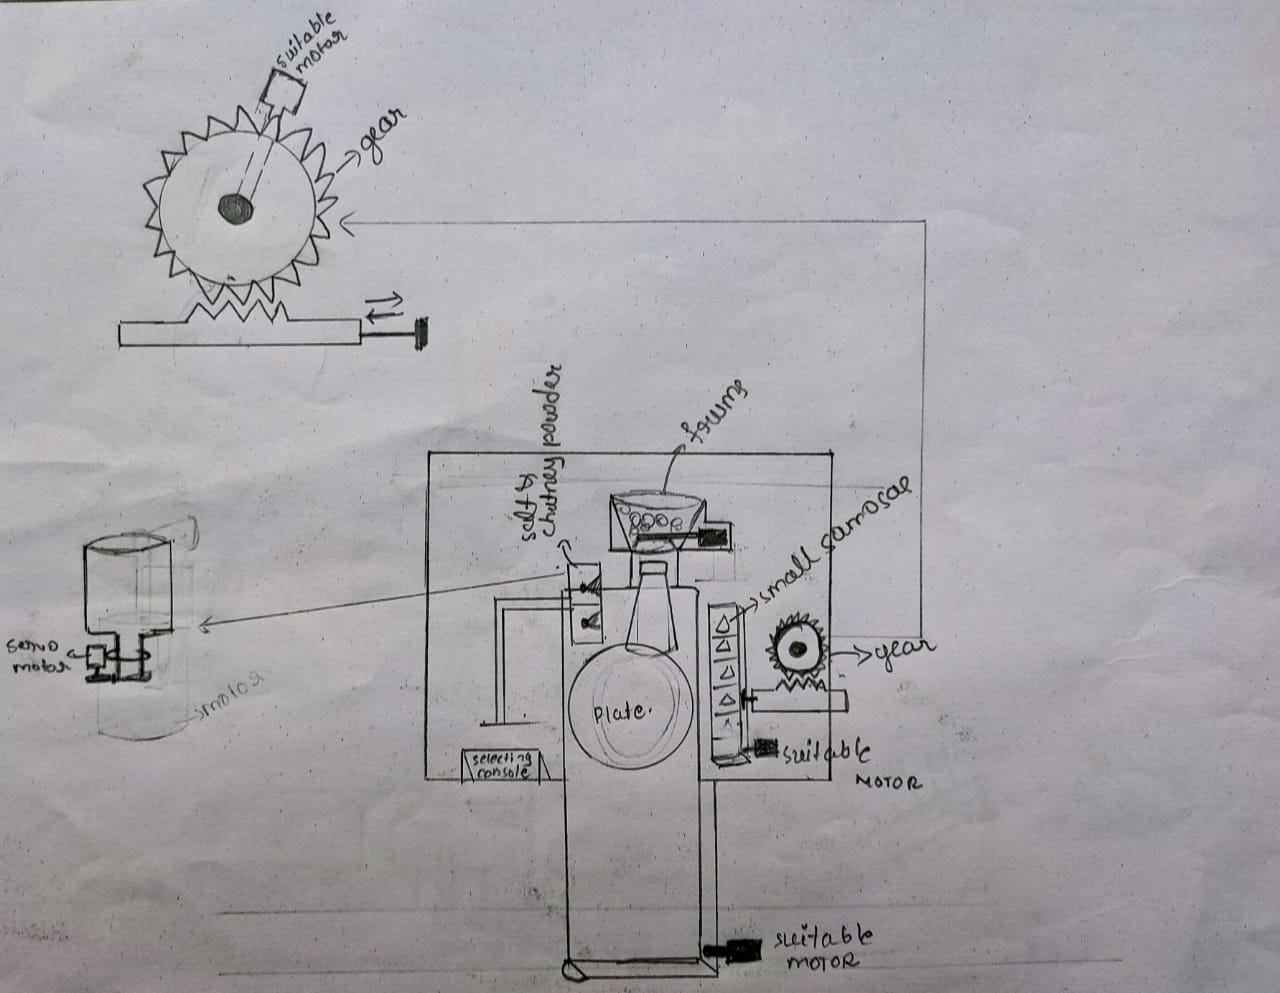 suitable
motor
gear
salt &
chutney powder
small samosae
servo
motor
motor
gear
Plate.
selecting
console
suitable
MOTOR
suitable
MOTOR